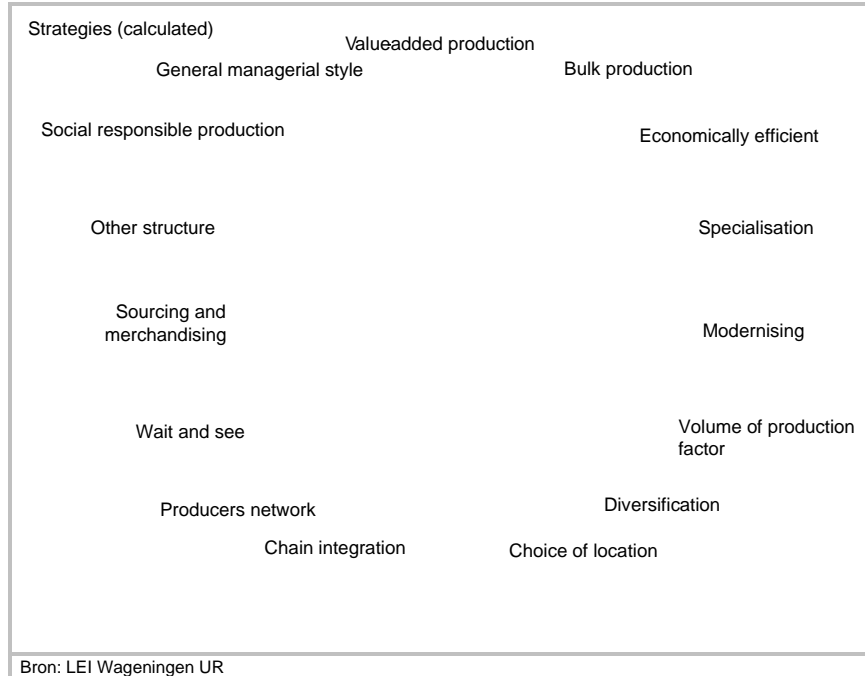 Strategies (calculated)
Value-added production
General managerial style
Bulk production
Social responsible production
Economically efficient
Other structure
Specialisation
Sourcing and
merchandising
Modernising
Wait and see
Volume of production
factor
Producers network
Diversification
Chain integration
Choice of location
Bron: LEI Wageningen UR